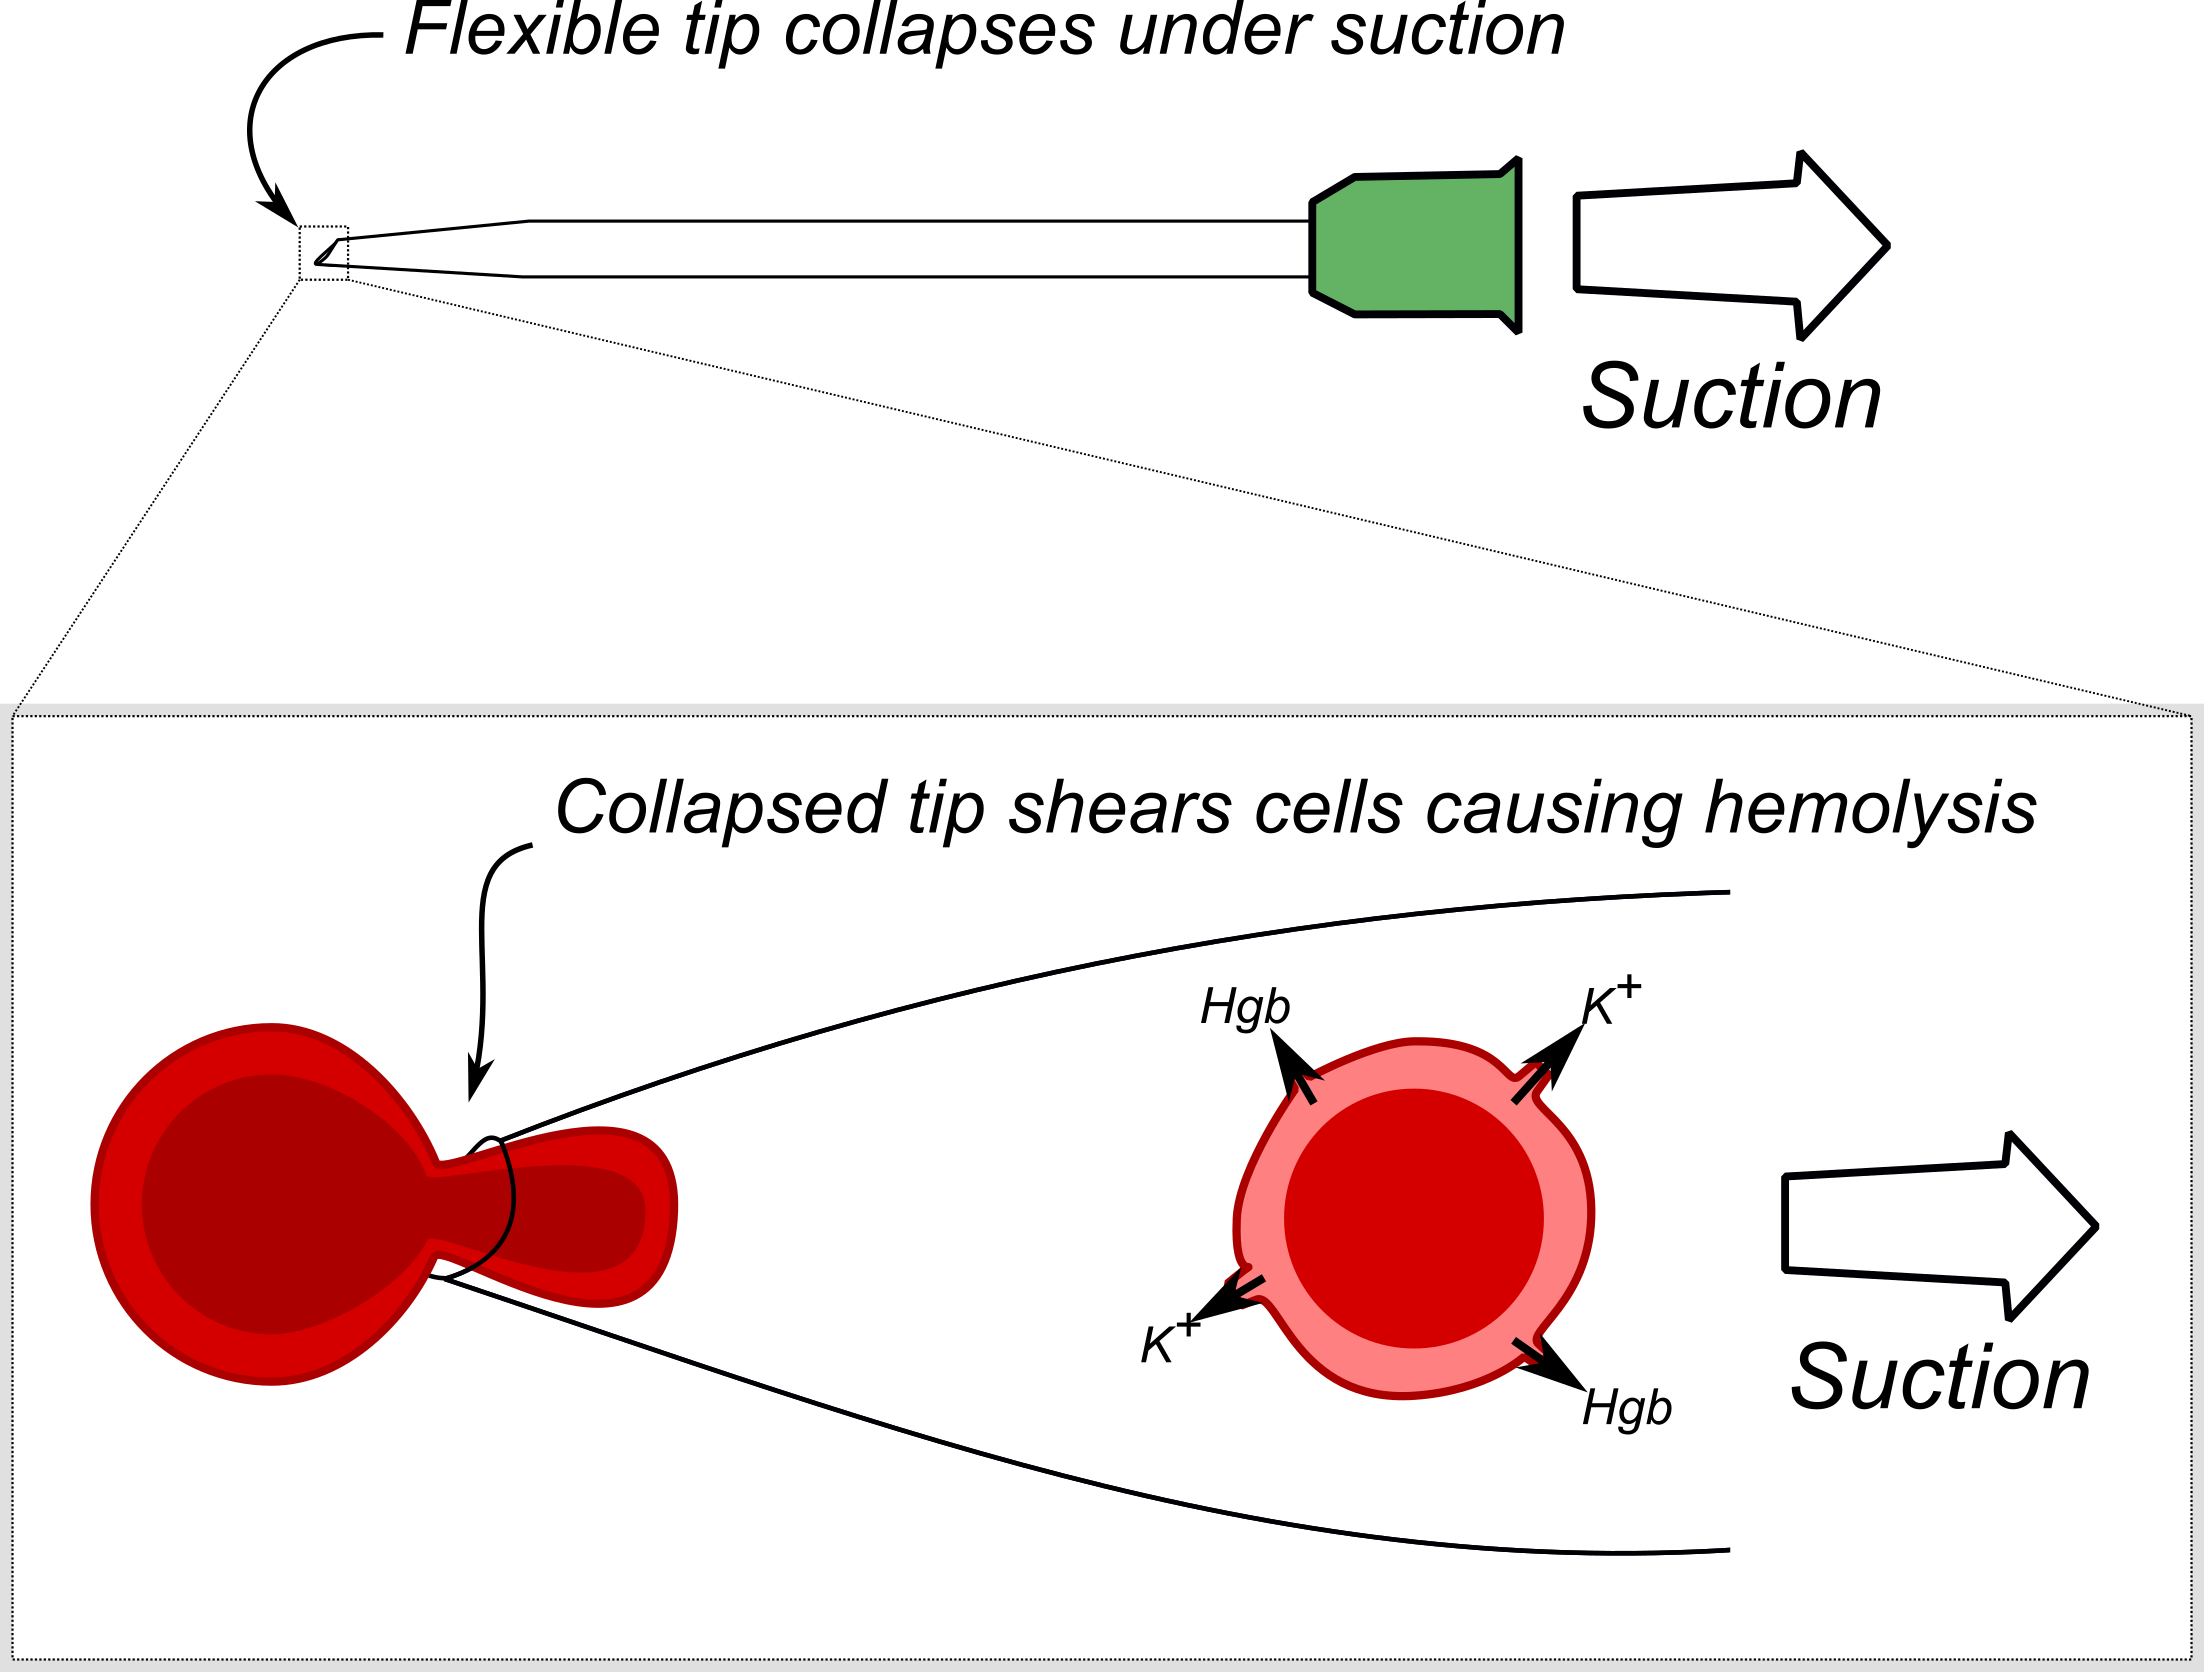 Flexible tip collapses under suction
Suction
Collapsed tip shears cells causing hemolysis
Hgb
K+
K+
Hgb
Suction